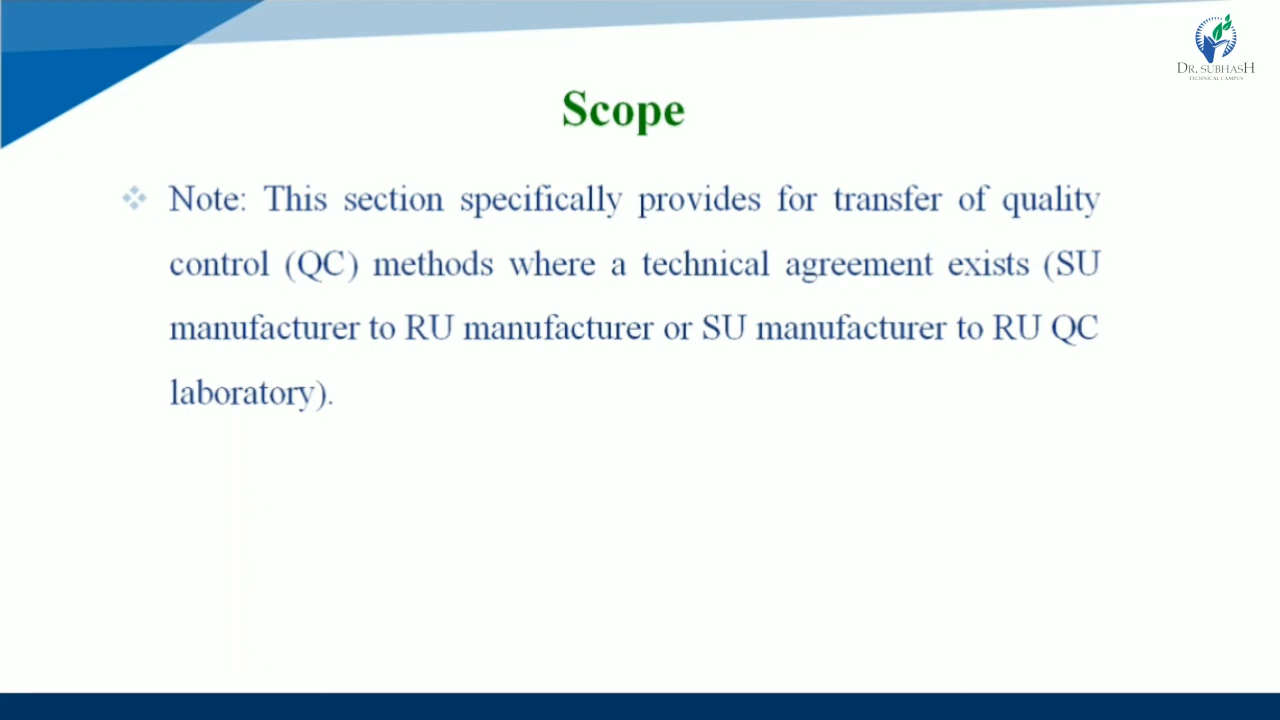 DR. SUBHASH
TECHNICAL CAMPUS
Scope
Note: This section specifically provides for transfer of quality
control (QC) methods where a technical agreement exists (SU
manufacturer to RU manufacturer or SU manufacturer to RU QC
laboratory).